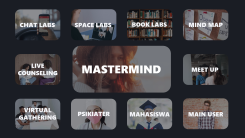 CHAT LABS
SPACE LABS
BOOK LABS
MIND MAP
LIVE
COUNSELING
MASTERMIND
MEET UP
VIRTUAL
GATHERING
PSIKIATER
MAHASISWA
MAIN USER